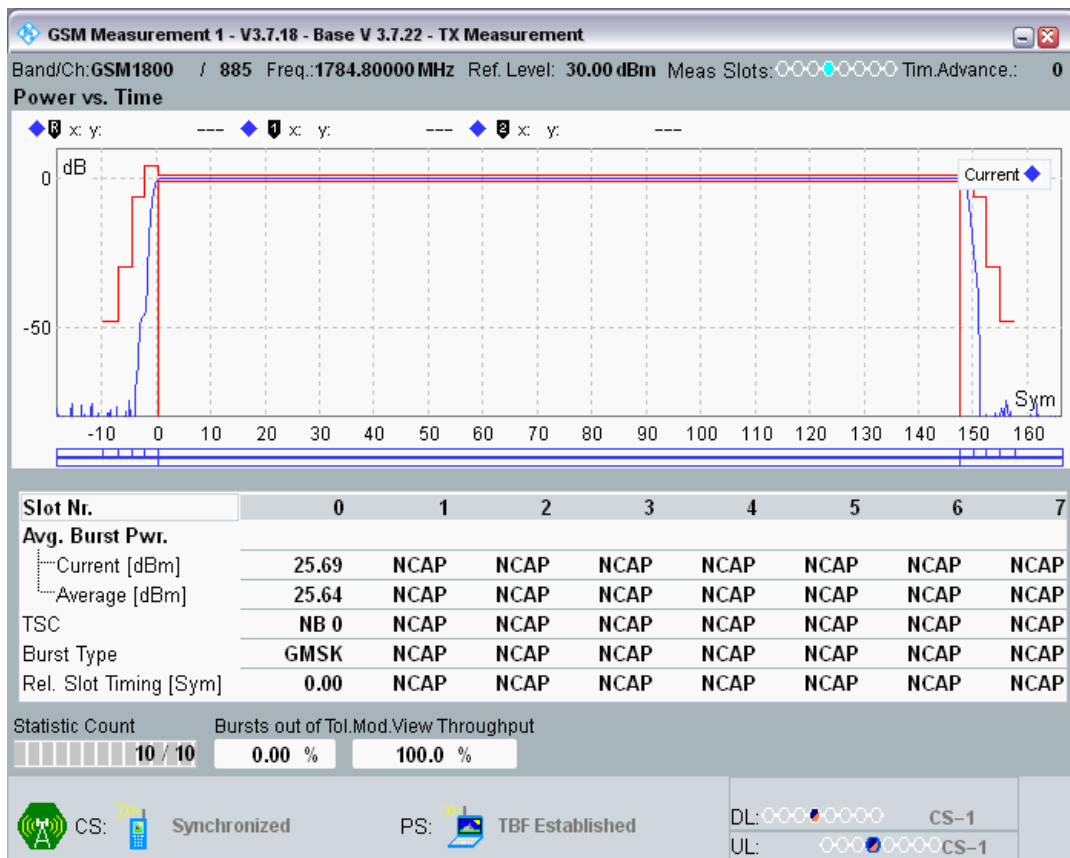 GSM Measurement 1 - V3.7.18 - Base V 3.7.22 - TX Measurement
Band/Ch:GSM1800 / 885 Freq.:1784.80000 MHz Ref. Level: 30.00 dBm Meas Slots: Tim.Advance.: 0
Power vs. Time
R x: y: --- 1 x: y: --- 2 x: y: ---
dB
Current
0
-50
Sym
-10 0 10 20 30 40 50 60 70 80 90 100 110 120 130 140 150 160
Slot Nr. 0 1 2 3 4 5 6 7
Avg. Burst Pwr.
Current [dBm] 25.69 NCAP NCAP NCAP NCAP NCAP NCAP NCAP
Average [dBm] 25.64 NCAP NCAP NCAP NCAP NCAP NCAP NCAP
TSC NB 0 NCAP NCAP NCAP NCAP NCAP NCAP NCAP
Burst Type GMSK NCAP NCAP NCAP NCAP NCAP NCAP NCAP
Rel. Slot Timing [Sym] 0.00 NCAP NCAP NCAP NCAP NCAP NCAP NCAP
Statistic Count Bursts out of Tol.Mod.View Throughput
10 / 10 0.00 % 100.0 %
CS: Synchronized PS: TBF Established
DL: CS-1
UL: CS-1